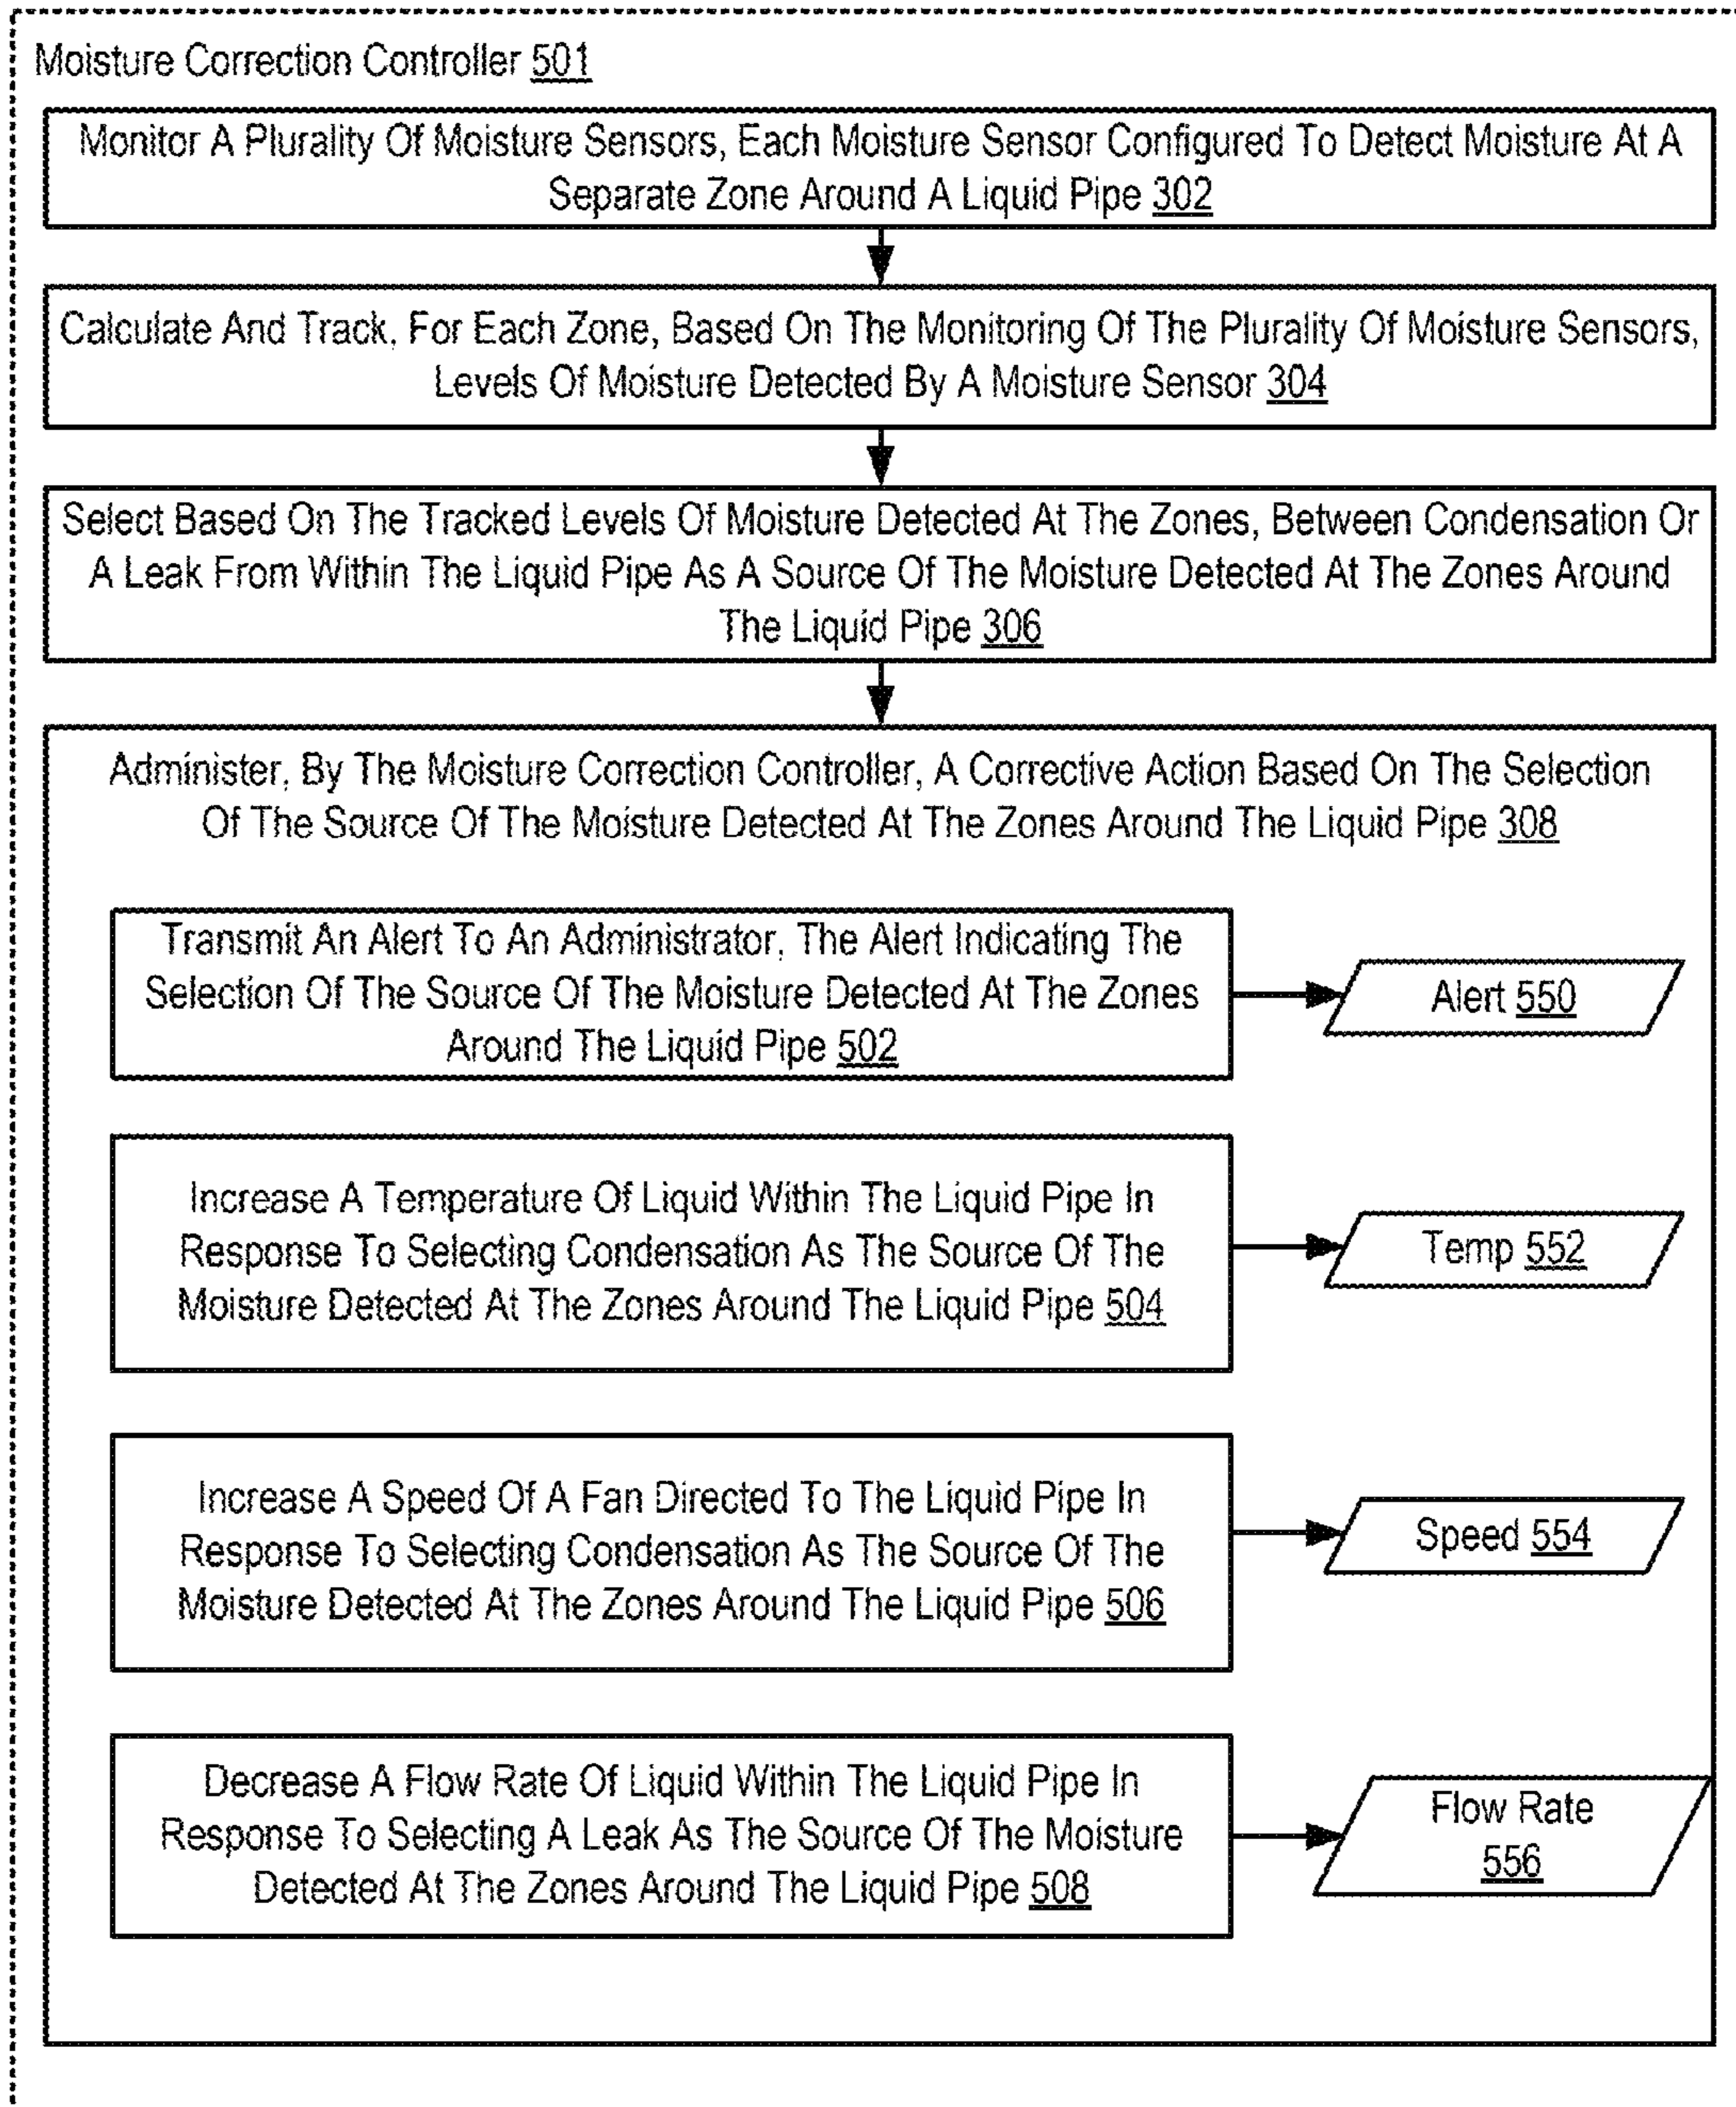 Moisture Correction Controller 501
Monitor A Plurality Of Moisture Sensors, Each Moisture Sensor Configured To Detect Moisture At A
Separate Zone Around A Liquid Pipe 302
Calculate And Track, For Each Zone, Based On The Monitoring Of The Plurality Of Moisture Sensors,
Levels Of Moisture Detected By A Moisture Sensor 304
Select Based On The Tracked Levels Of Moisture Detected At The Zones, Between Condensation Or
A Leak From Within The Liquid Pipe As A Source Of The Moisture Detected At The Zones Around
The Liquid Pipe 306
Administer, By The Moisture Correction Controller, A Corrective Action Based On The Selection
Of The Source Of The Moisture Detected At The Zones Around The Liquid Pipe 308
Transmit An Alert To An Administrator, The Alert Indicating The
Selection Of The Source Of The Moisture Detected At The Zones
Around The Liquid Pipe 502
Alert 550
Increase A Temperature Of Liquid Within The Liquid Pipe In
Response To Selecting Condensation As The Source Of The
Moisture Detected At The Zones Around The Liquid Pipe 504
Temp 552
Increase A Speed Of A Fan Directed To The Liquid Pipe In
Response To Selecting Condensation As The Source Of The
Moisture Detected At The Zones Around The Liquid Pipe 506
Speed 554
Decrease A Flow Rate Of Liquid Within The Liquid Pipe In
Response To Selecting A Leak As The Source Of The Moisture
Detected At The Zones Around The Liquid Pipe 508
Flow Rate
556